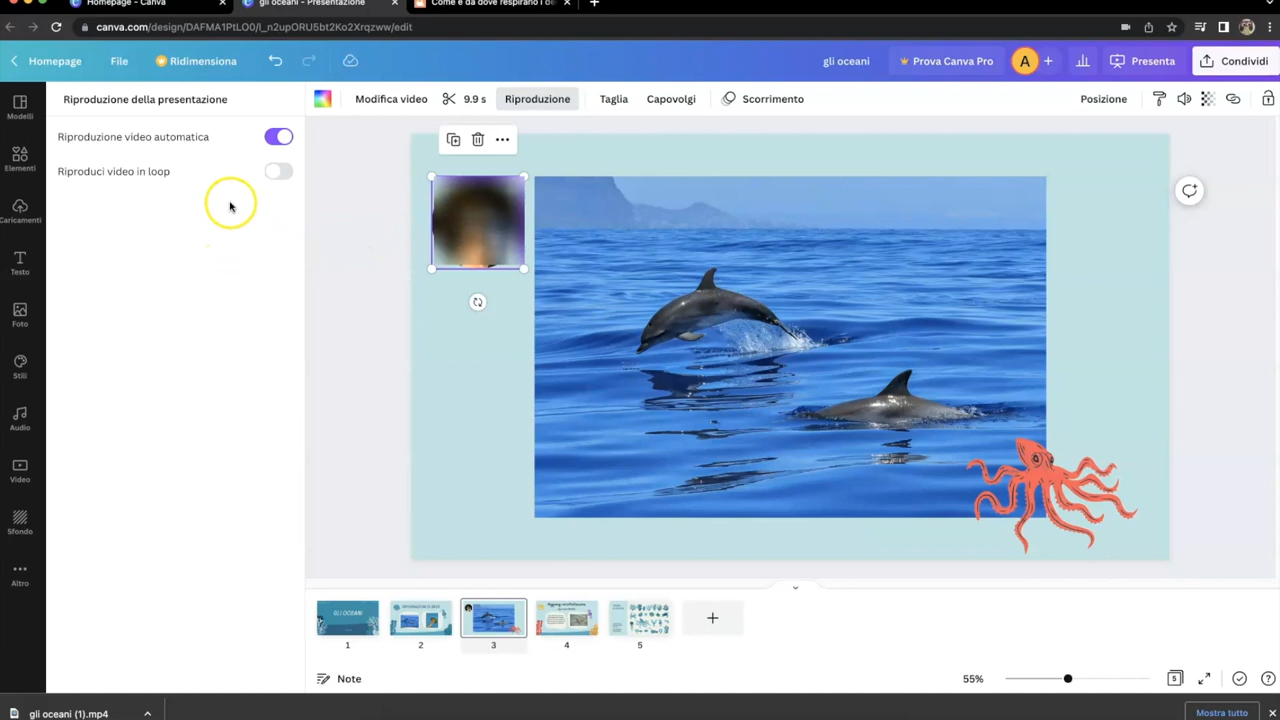 Homepage - Canva
gli oceani - Presentazione
Come e da dove respirano i de
canva.com/design/DAFMA1PtLO0/l_n2upORU5bt2Ko2Xrqzww/edit
Homepage
File
Ridimensiona
gli oceani
Prova Canva Pro
A
Presenta
Condividi
Modelli
Elementi
Caricamenti
Testo
Foto
Stili
Audio
Video
Sfondo
Altro
Riproduzione della presentazione
Riproduzione video automatica
Riproduci video in loop
Modifica video
9.9 s
Riproduzione
Taglia
Capovolgi
Scorrimento
Posizione
GLI OCEANI
1
2
3
4
5
Note
55%
5
gli oceani (1).mp4
Mostra tutto